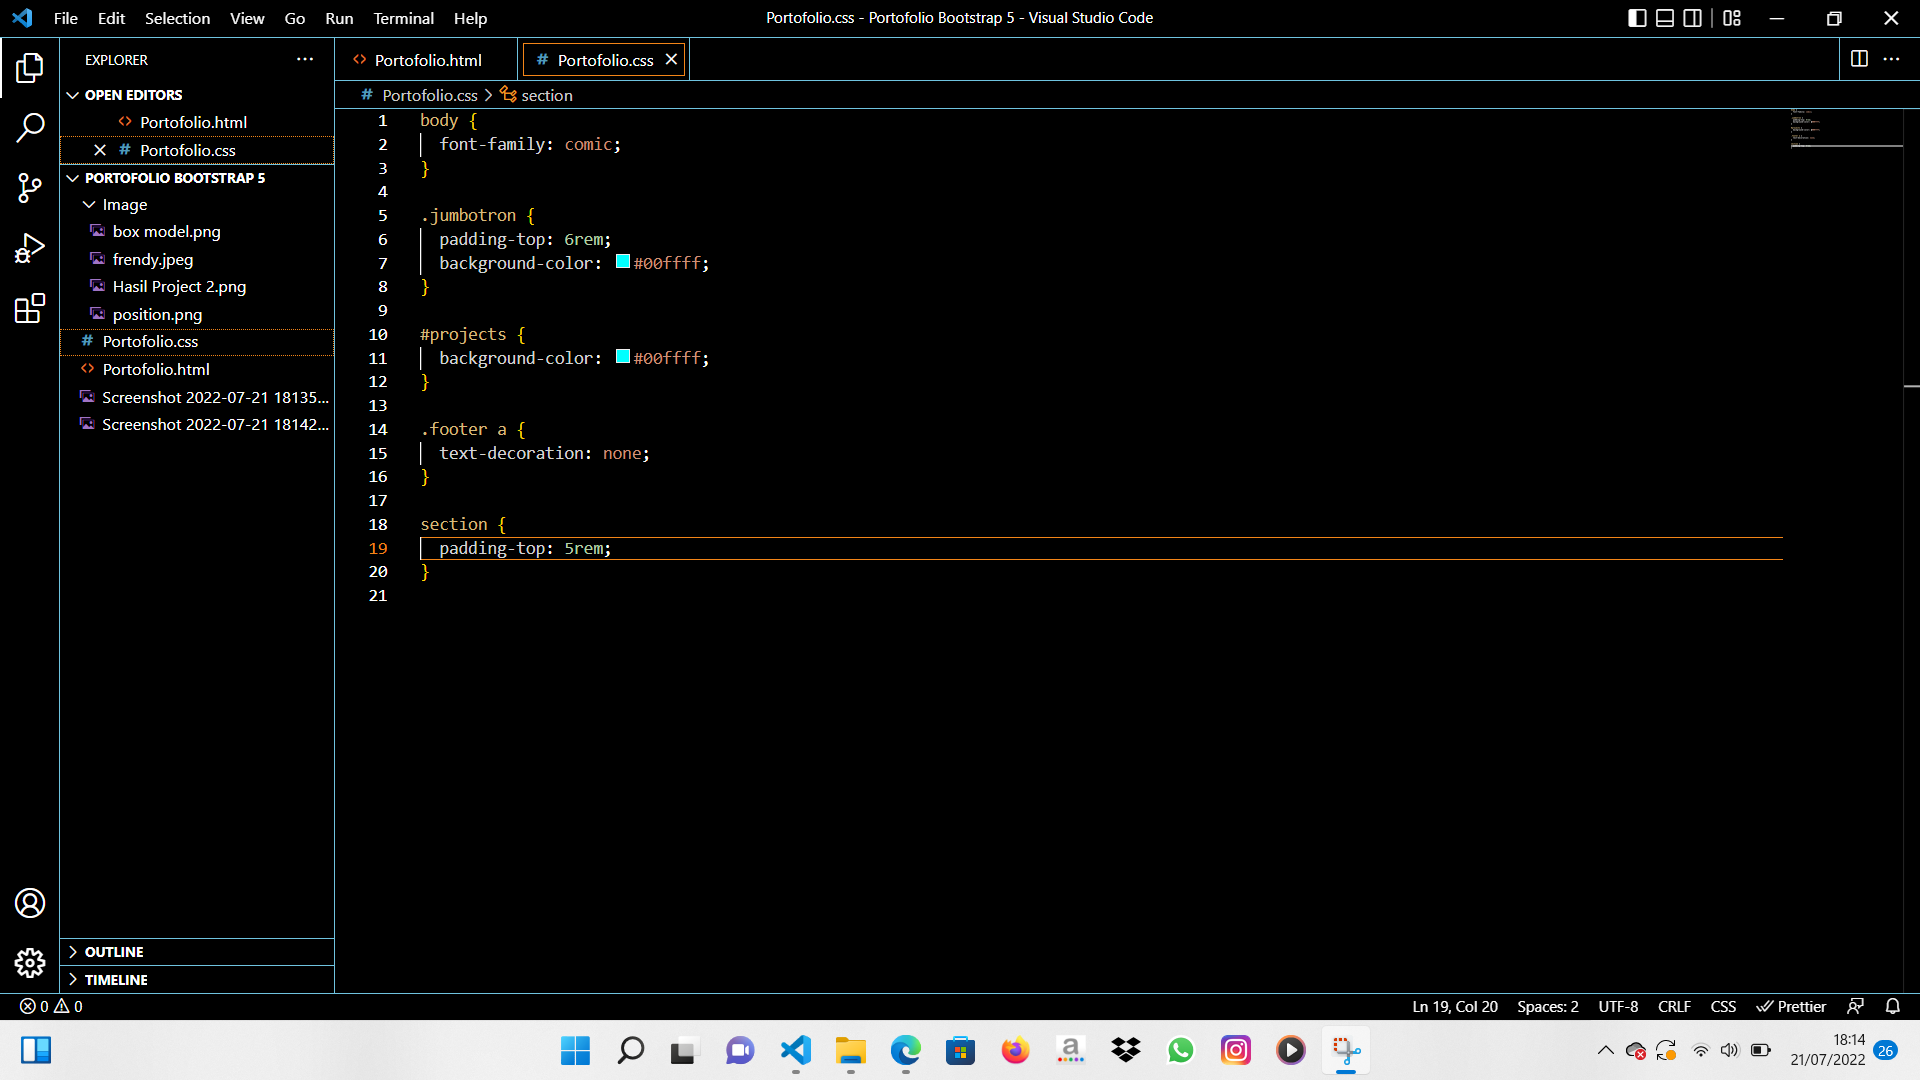 File Edit Selection View Go Run Terminal Help
Portofolio.css - Portofolio Bootstrap 5 - Visual Studio Code
EXPLORER
OPEN EDITORS
Portofolio.html
Portofolio.css
PORTOFOLIO BOOTSTRAP 5
Image
box model.png
frendy.jpeg
Hasil Project 2.png
position.png
Portofolio.css
Portofolio.html
Screenshot 2022-07-21 18135...
Screenshot 2022-07-21 18142...
OUTLINE
TIMELINE
Portofolio.html
Portofolio.css
Portofolio.css > section
1 body {
2 font-family: comic;
3 }
4
5 .jumbotron {
6 padding-top: 6rem;
7 background-color: #00ffff;
8 }
9
10 #projects {
11 background-color: #00ffff;
12 }
13
14 .footer a {
15 text-decoration: none;
16 }
17
18 section {
19 padding-top: 5rem;
20 }
21
0 0
Ln 19, Col 20 Spaces: 2 UTF-8 CRLF CSS Prettier
18:14
21/07/2022
26